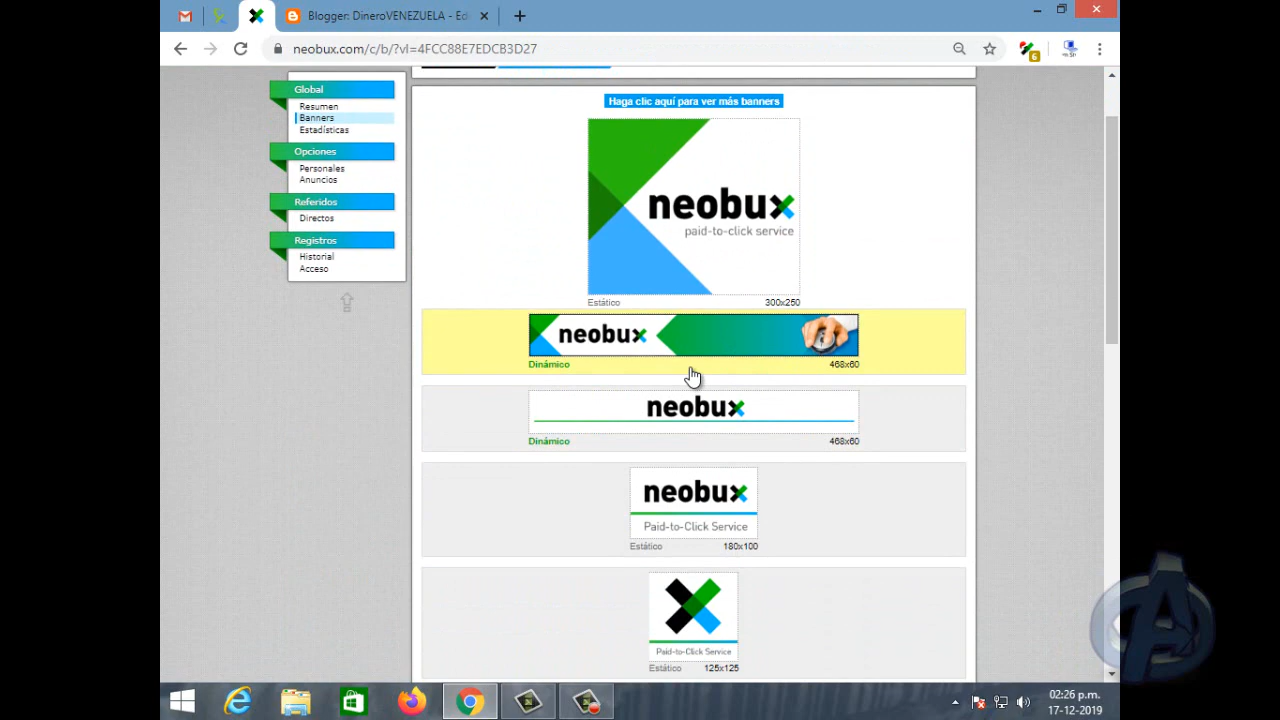 Blogger: DineroVENEZUELA - Ed
neobux.com/c/b/?vl=4FCC88E7EDCB3D27
6
Global
Resumen
Banners
Estadísticas
Opciones
Personales
Anuncios
Referidos
Directos
Registros
Historial
Acceso
Haga clic aquí para ver más banners
neobux
paid-to-click service
Estático 300x250
neobux
Dinámico 468x60
neobux
Dinámico 468x60
neobux
Paid-to-Click Service
Estático 180x100
Paid-to-Click Service
Estático 125x125
02:26 p.m.
17-12-2019